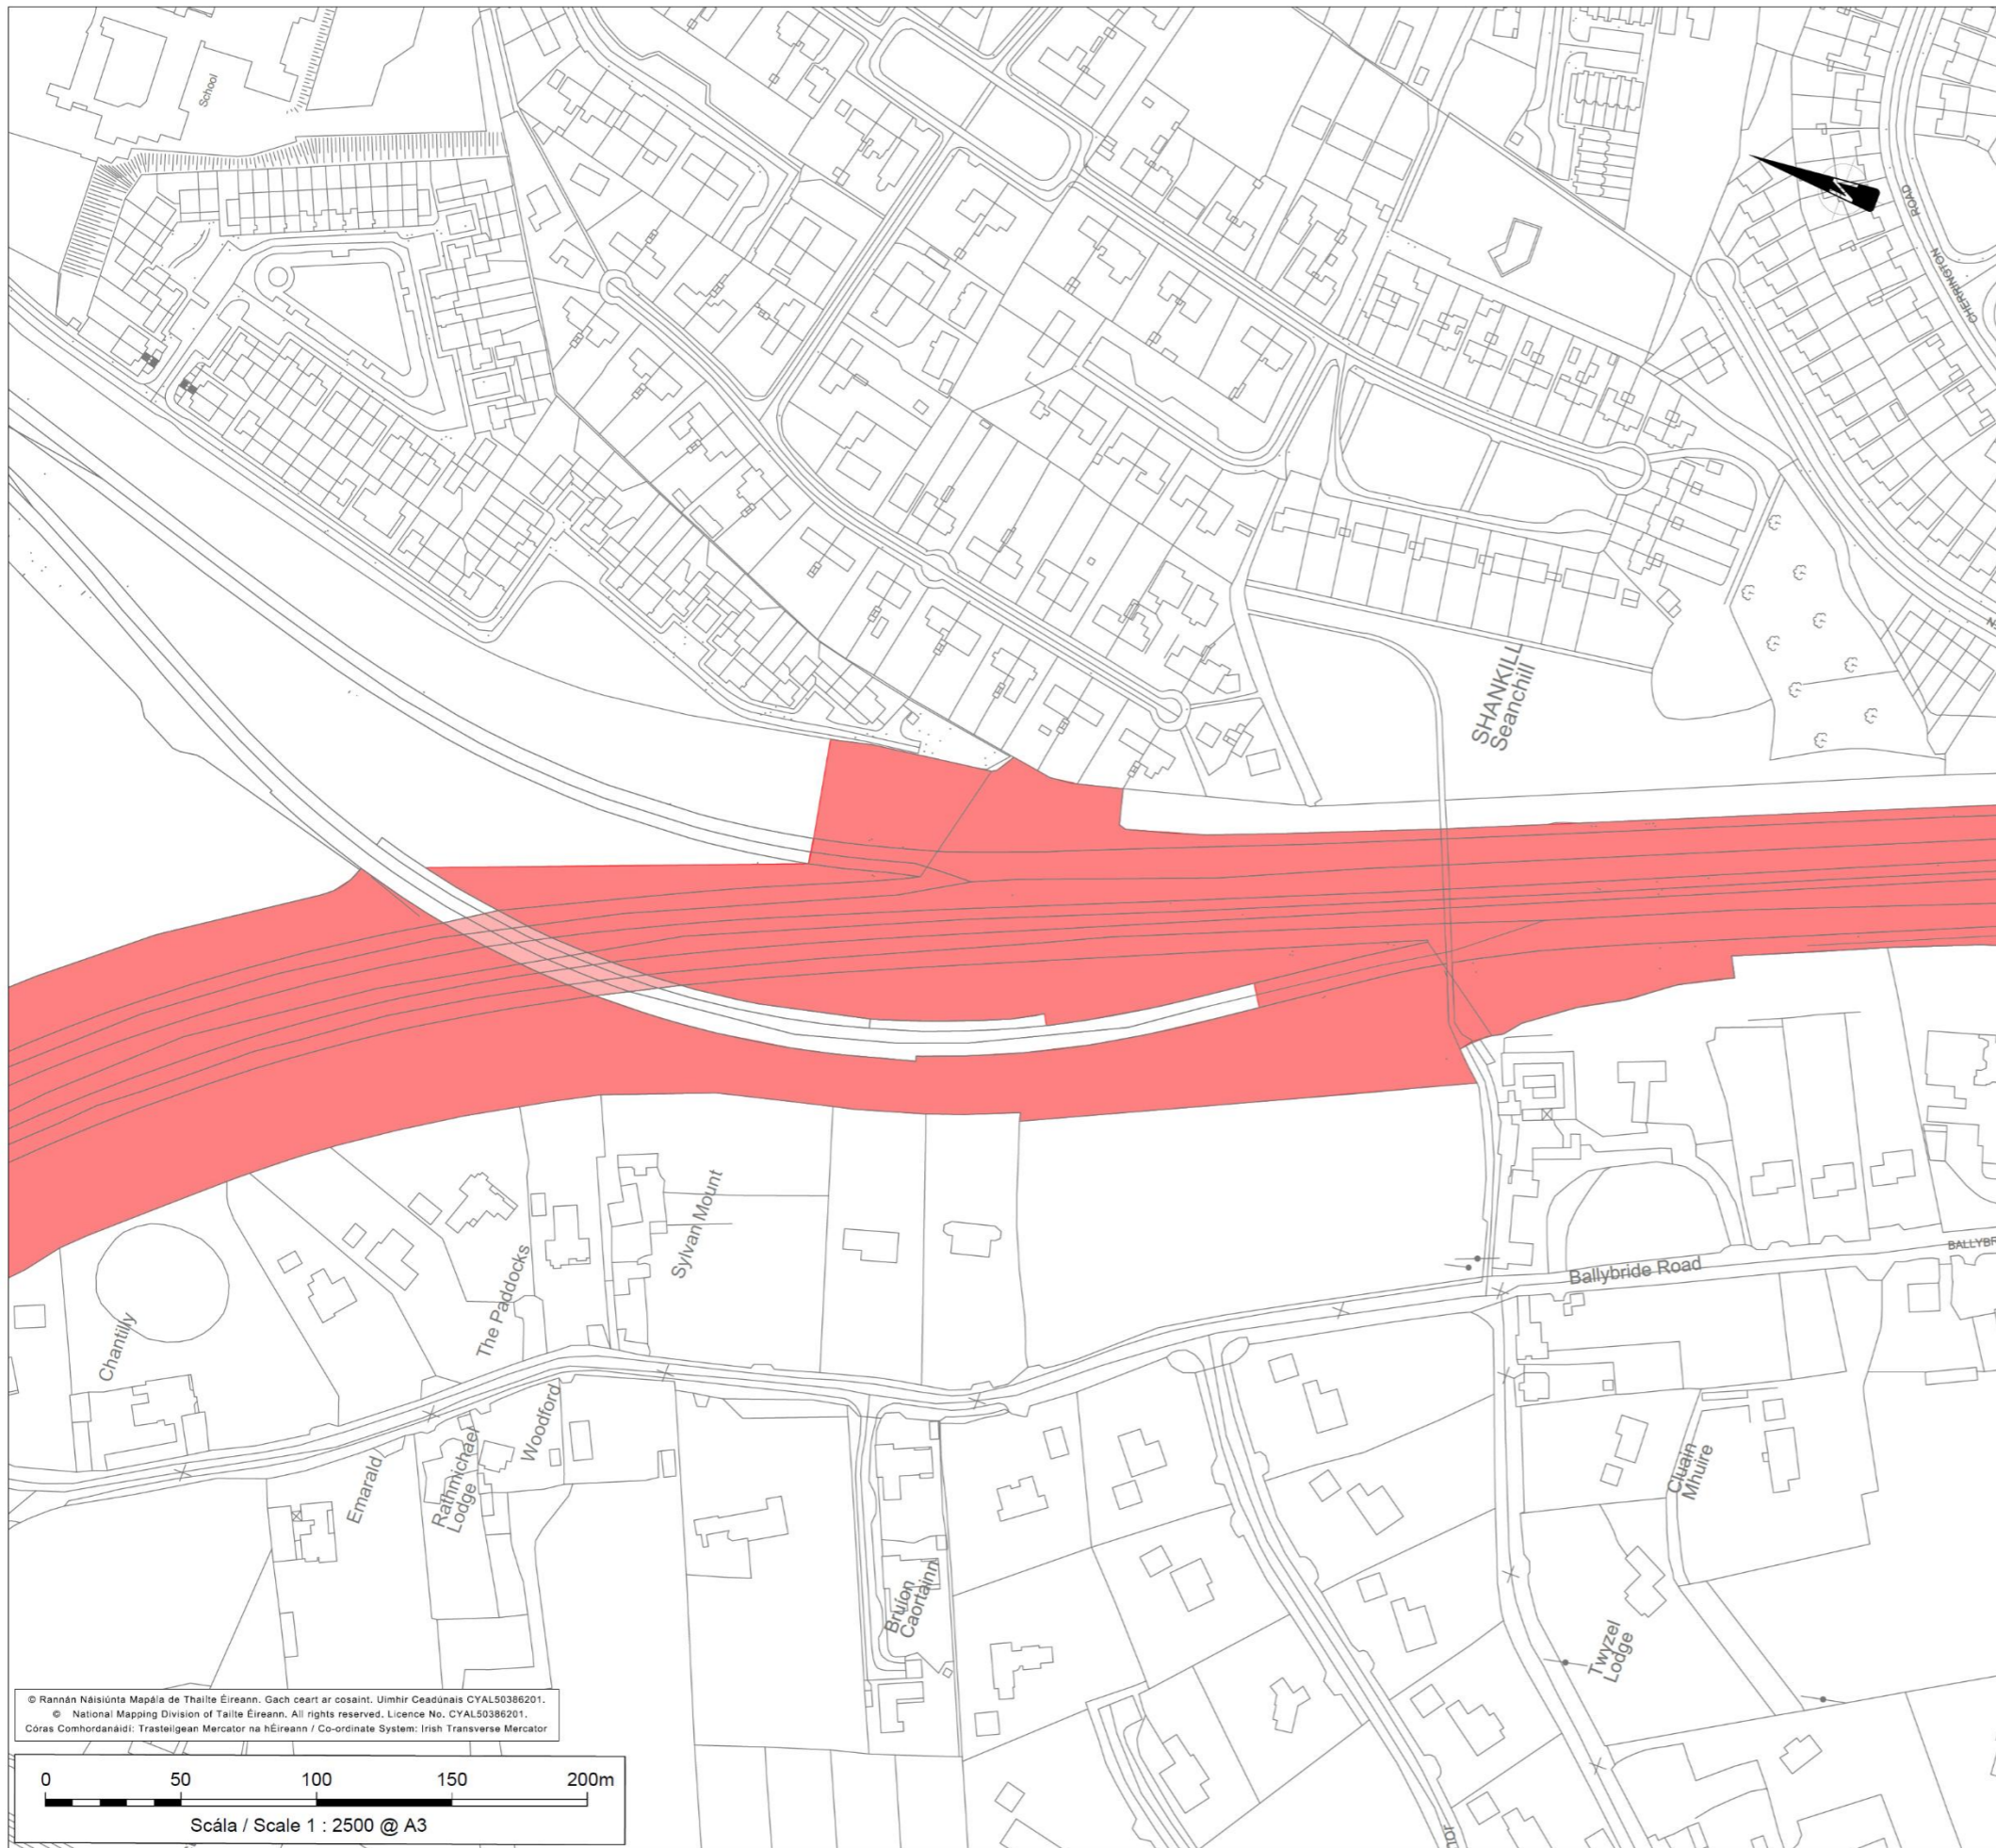 School
ROAD
CHERRINGTON
SHANKILL
Seanchill
N
Sylvan Mount
The Paddocks
Chantilly
Ballybride Road
BALLYBR
Woodford
Rathmichael
Lodge
Emarald
Cluain
Mhuire
Bruíon
Caortainn
Twyzel
Lodge
© Rannán Náisiúnta Mapála de Thailte Éireann. Gach ceart ar cosaint. Uimhir Ceadúnais CYAL50386201.
© National Mapping Division of Tailte Éireann. All rights reserved. Licence No. CYAL50386201.
Córas Comhordanáidí: Trasteilgean Mercator na hÉireann / Co-ordinate System: Irish Transverse Mercator
0 50 100 150 200m
Scála / Scale 1 : 2500 @ A3